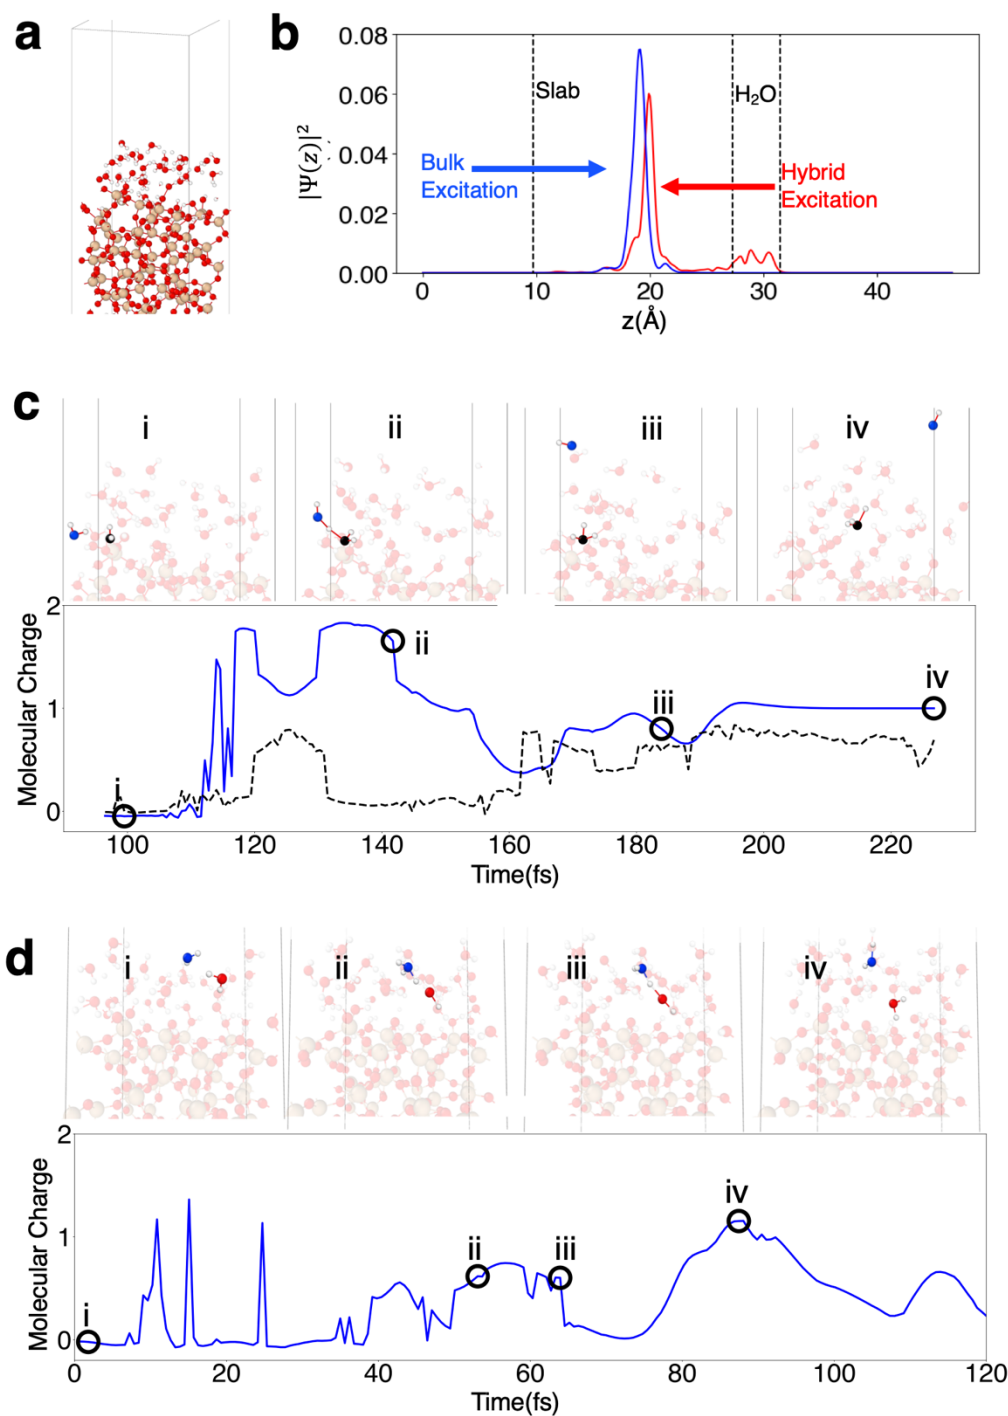 a
b
0.08
0.06
0.04
0.02
0.00
|Ψ(z)|²
Slab
H₂O
Bulk
Excitation
Hybrid
Excitation
0
10
20
30
40
z(Å)
c
i
ii
iii
iv
2
1
0
Molecular Charge
i
ii
iii
iv
100
120
140
160
180
200
220
Time(fs)
d
i
ii
iii
iv
2
1
0
Molecular Charge
i
ii
iii
iv
0
20
40
60
80
100
120
Time(fs)